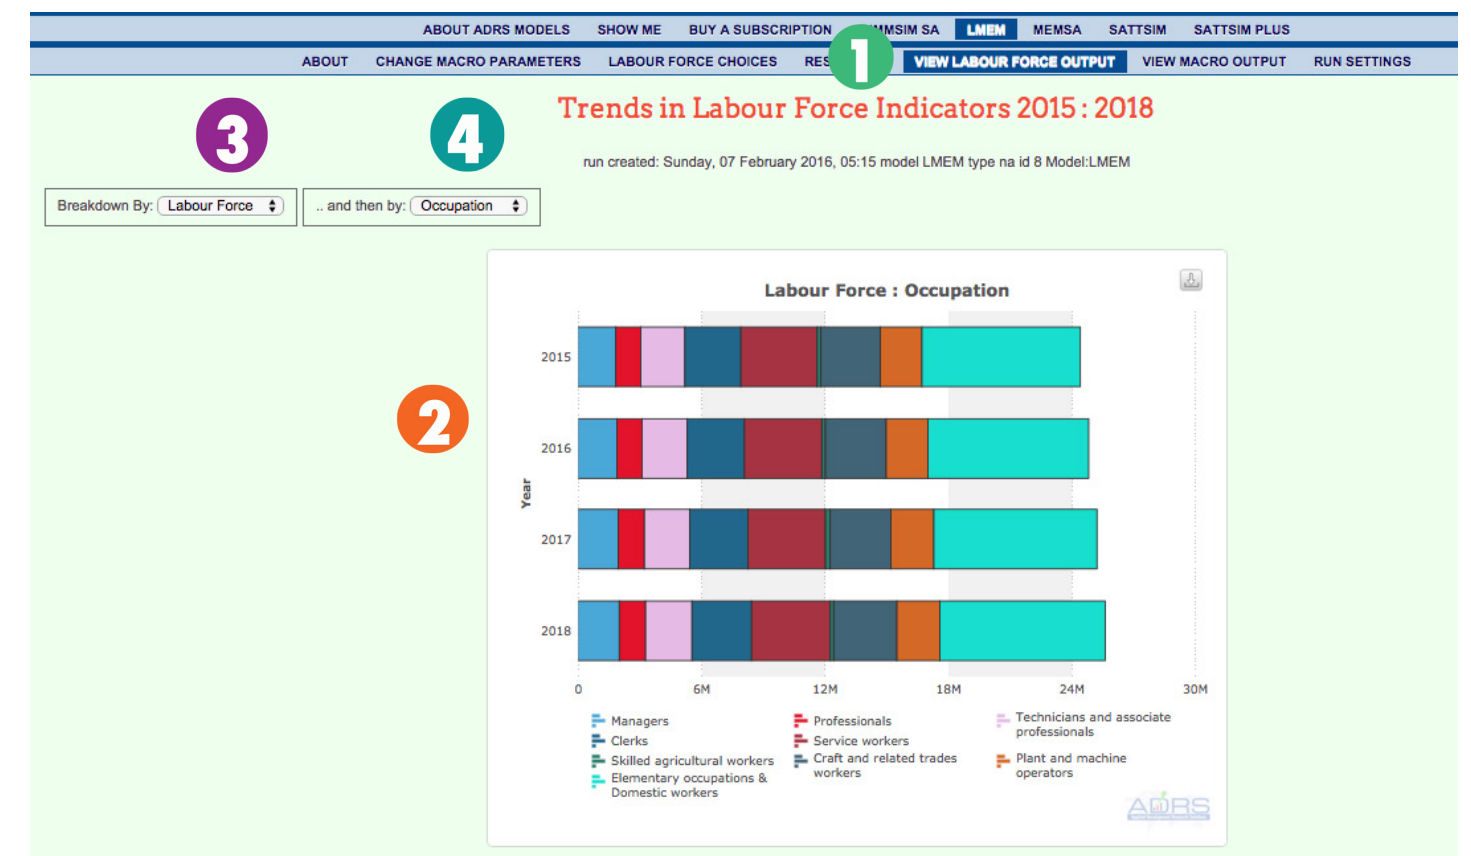 ABOUT ADRS MODELS SHOW ME BUY A SUBSCRIPTION MMSIM SA LMEM MEMSA SATTSIM SATTSIM PLUS
1
ABOUT CHANGE MACRO PARAMETERS LABOUR FORCE CHOICES RES VIEW LABOUR FORCE OUTPUT VIEW MACRO OUTPUT RUN SETTINGS
Trends in Labour Force Indicators 2015 : 2018
3 4
run created: Sunday, 07 February 2016, 05:15 model LMEM type na id 8 Model:LMEM
Breakdown By: Labour Force .. and then by: Occupation
Labour Force : Occupation
2015
2
2016
Year
2017
2018
0 6M 12M 18M 24M 30M
Managers Professionals Technicians and associate
professionals
Clerks Service workers
Skilled agricultural workers Craft and related trades
workers
Plant and machine
operators
Elementary occupations &
Domestic workers
ADRS